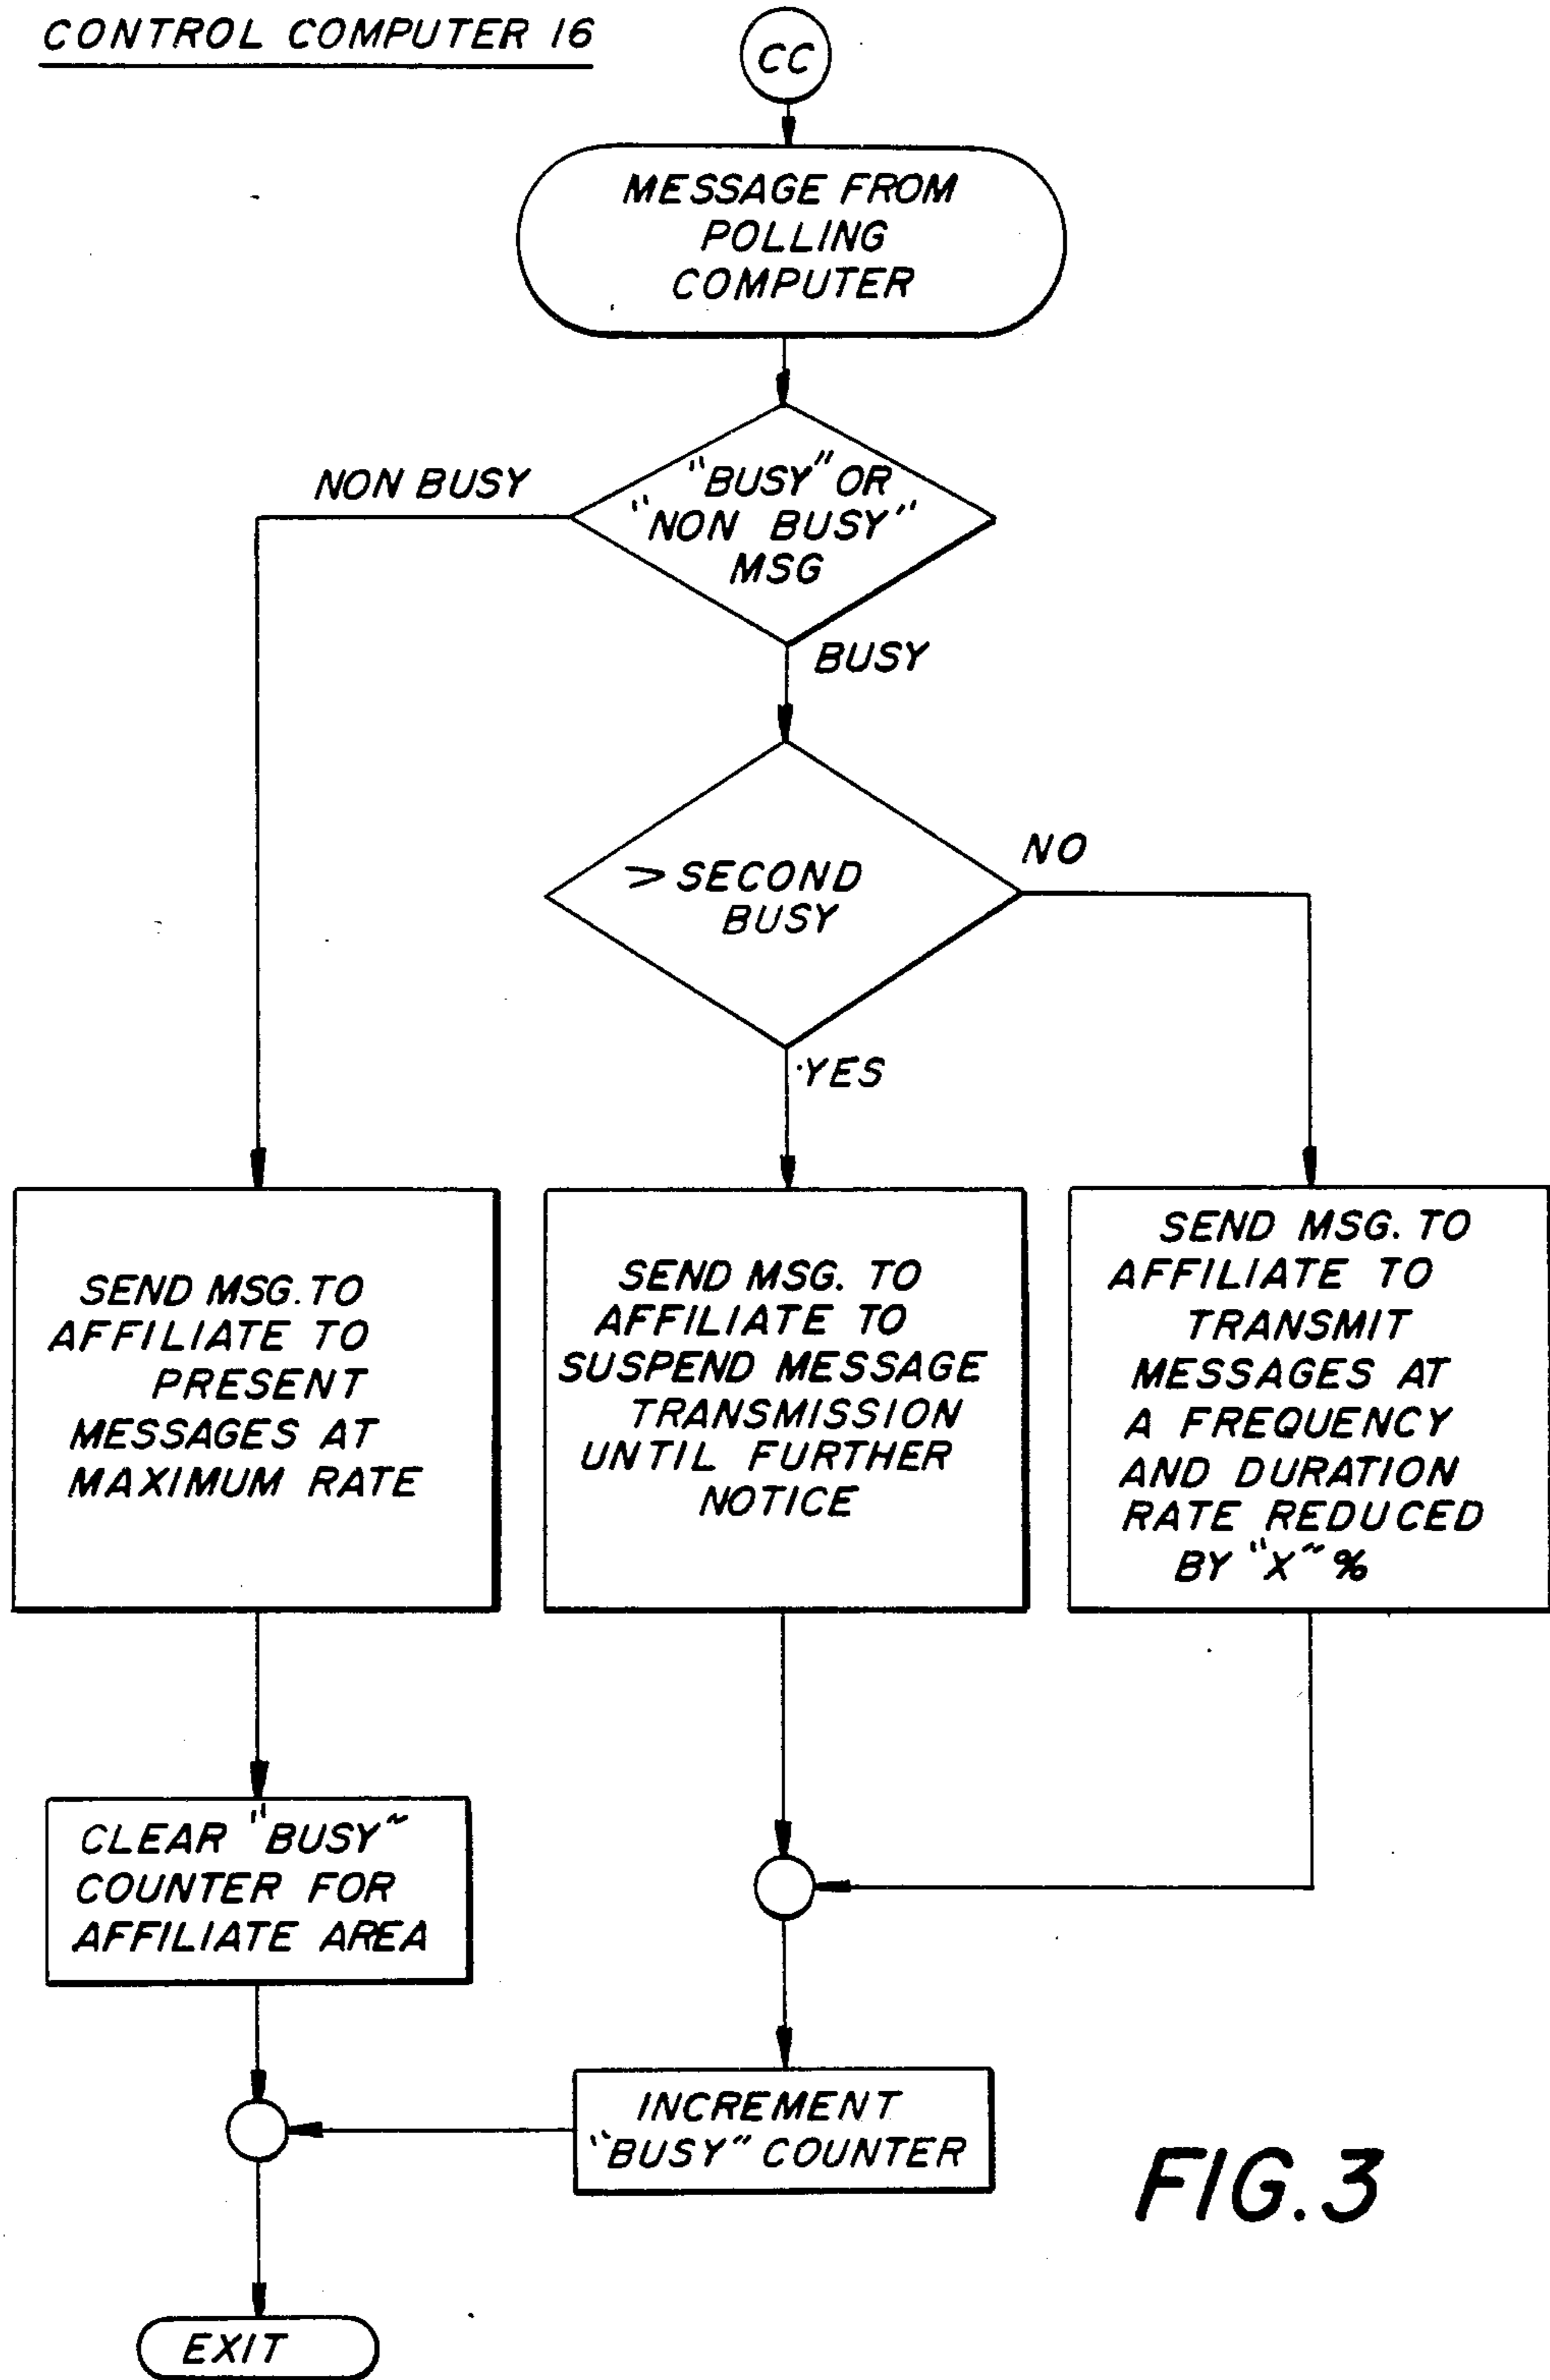 CONTROL COMPUTER 16
CC
MESSAGE FROM
POLLING
COMPUTER
NON BUSY
"BUSY" OR
"NON BUSY"
MSG
BUSY
> SECOND
BUSY
NO
YES
SEND MSG. TO
AFFILIATE TO
PRESENT
MESSAGES AT
MAXIMUM RATE
SEND MSG. TO
AFFILIATE TO
SUSPEND MESSAGE
TRANSMISSION
UNTIL FURTHER
NOTICE
SEND MSG. TO
AFFILIATE TO
TRANSMIT
MESSAGES AT
A FREQUENCY
AND DURATION
RATE REDUCED
BY "X" %
CLEAR "BUSY"
COUNTER FOR
AFFILIATE AREA
INCREMENT
"BUSY" COUNTER
EXIT
FIG. 3